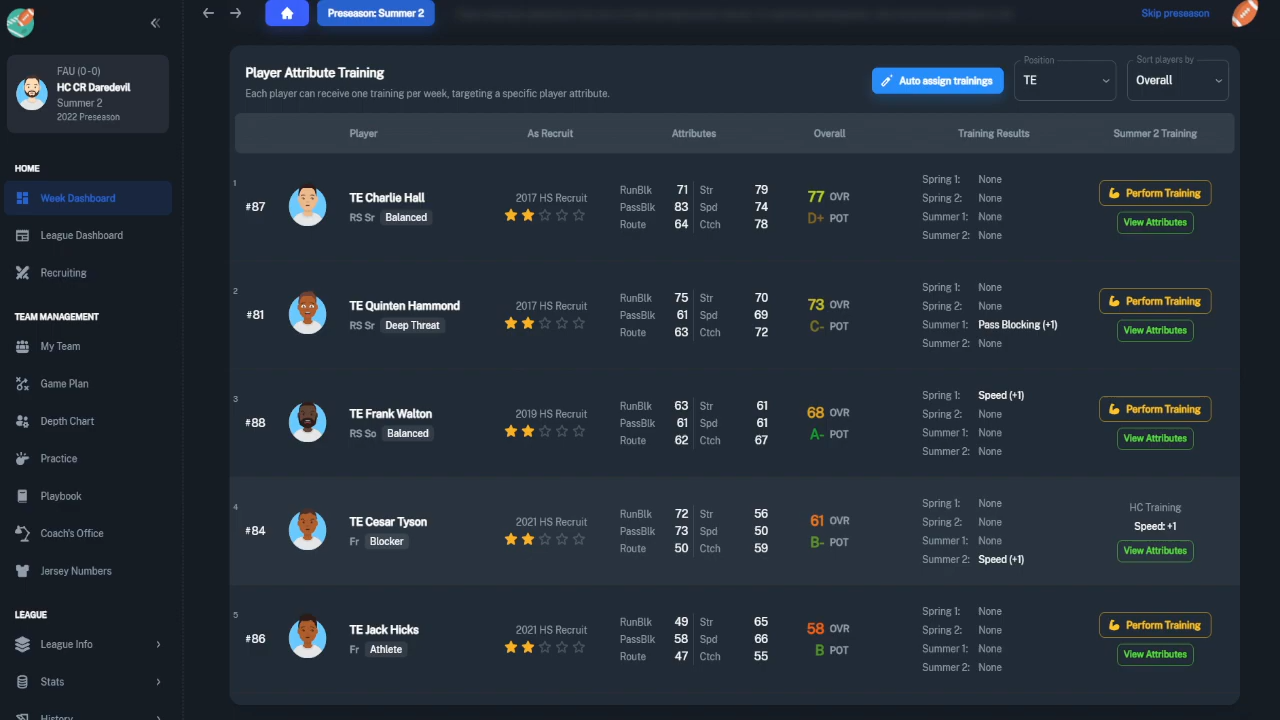 Preseason: Summer 2
Skip preseason
FAU (0-0)
HC CR Daredevil
Summer 2
2022 Preseason
HOME
Week Dashboard
League Dashboard
Recruiting
TEAM MANAGEMENT
My Team
Game Plan
Depth Chart
Practice
Playbook
Coach's Office
Jersey Numbers
LEAGUE
League Info
Stats
History
Player Attribute Training
Each player can receive one training per week, targeting a specific player attribute.
Auto assign trainings
Position
TE
Sort players by
Overall
Player As Recruit Attributes Overall Training Results Summer 2 Training
1
#87
TE Charlie Hall
RS Sr Balanced
2017 HS Recruit
RunBlk 71 Str 79
PassBlk 83 Spd 74
Route 64 Ctch 78
77 OVR
D+ POT
Spring 1: None
Spring 2: None
Summer 1: None
Summer 2: None
Perform Training
View Attributes
2
#81
TE Quinten Hammond
RS Sr Deep Threat
2017 HS Recruit
RunBlk 75 Str 70
PassBlk 61 Spd 69
Route 63 Ctch 72
73 OVR
C- POT
Spring 1: None
Spring 2: None
Summer 1: Pass Blocking (+1)
Summer 2: None
Perform Training
View Attributes
3
#88
TE Frank Walton
RS So Balanced
2019 HS Recruit
RunBlk 63 Str 61
PassBlk 61 Spd 61
Route 62 Ctch 67
68 OVR
A- POT
Spring 1: Speed (+1)
Spring 2: None
Summer 1: None
Summer 2: None
Perform Training
View Attributes
4
#84
TE Cesar Tyson
Fr Blocker
2021 HS Recruit
RunBlk 72 Str 56
PassBlk 73 Spd 50
Route 50 Ctch 59
61 OVR
B- POT
Spring 1: None
Spring 2: None
Summer 1: None
Summer 2: Speed (+1)
HC Training
Speed: +1
View Attributes
5
#86
TE Jack Hicks
Fr Athlete
2021 HS Recruit
RunBlk 49 Str 65
PassBlk 58 Spd 66
Route 47 Ctch 55
58 OVR
B POT
Spring 1: None
Spring 2: None
Summer 1: None
Summer 2: None
Perform Training
View Attributes